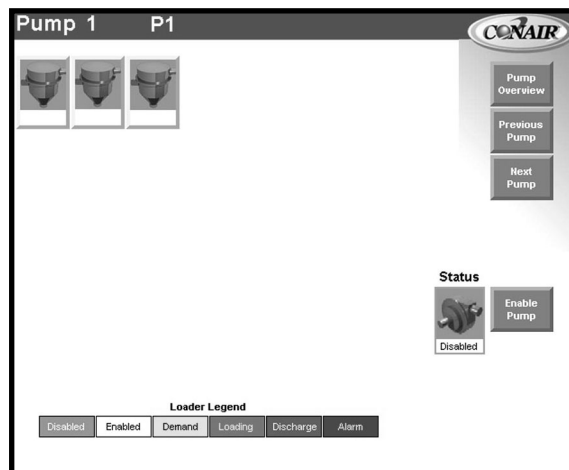 Pump 1 P1
CONAIR
Pump
Overview
Previous
Pump
Next
Pump
Status
Enable
Pump
Disabled
Loader Legend
Disabled Enabled Demand Loading Discharge Alarm